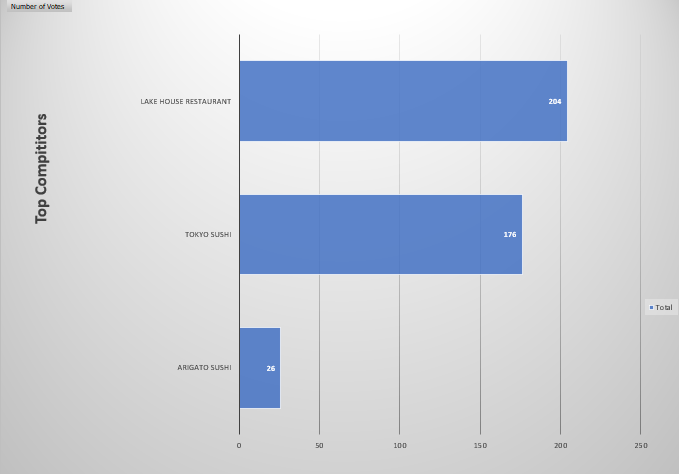 Number of Votes
Top Compititors
LAKE HOUSE RESTAURANT
204
TOKYO SUSHI
176
ARIGATO SUSHI
26
Total
0 50 100 150 200 250